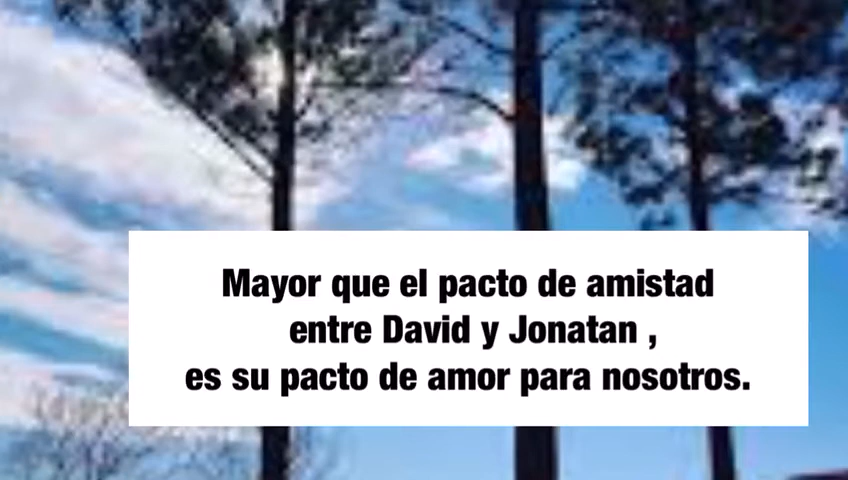 Mayor que el pacto de amistad
entre David y Jonatan ,
es su pacto de amor para nosotros.